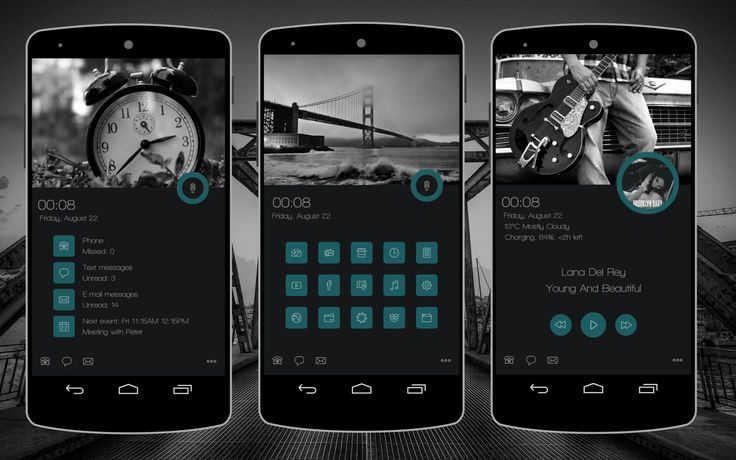 00:08
Friday, August 22
Phone
Missed: 0
Text messages
Unread: 3
E-mail messages
Unread: 14
Next event: Fri 11:15AM 12:15PM
Meeting with Peter
00:08
Friday, August 22
00:08
Friday, August 22
13°C Mostly Cloudy
Charging, 64%, <2h left
BROOKLYN BABY
Lana Del Rey
Young And Beautiful